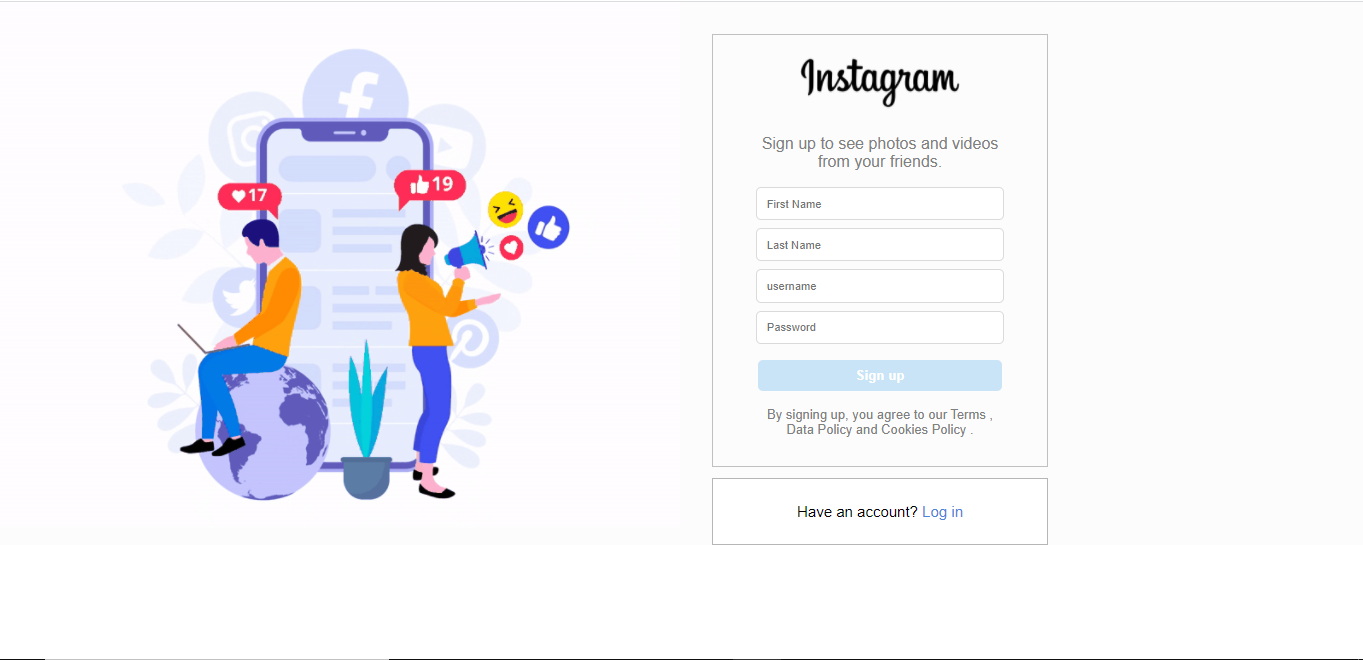 17
19
Instagram
Sign up to see photos and videos
from your friends.
First Name
Last Name
username
Password
Sign up
By signing up, you agree to our Terms ,
Data Policy and Cookies Policy .
Have an account? Log in